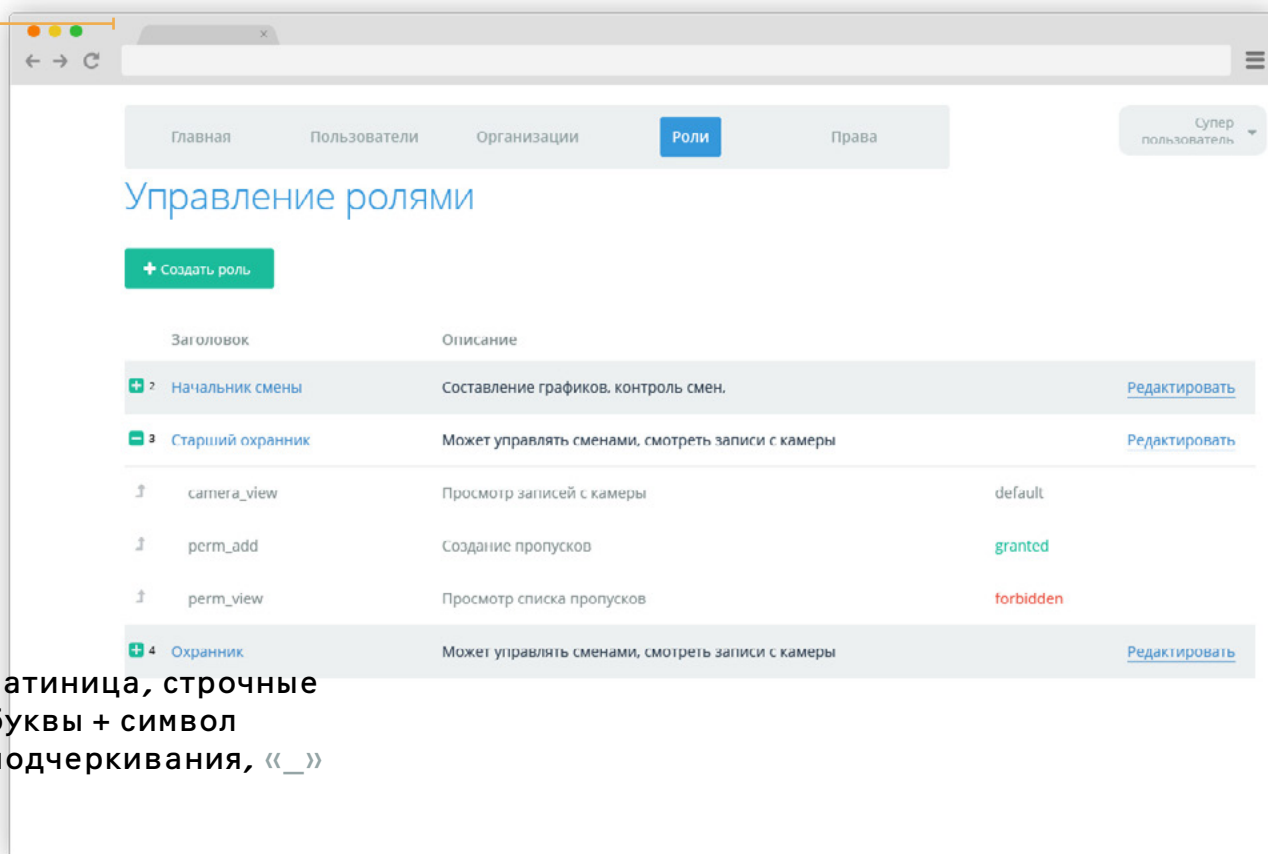 Главная Пользователи Организации Роли Права Супер пользователь
Управление ролями
Создать роль
Заголовок Описание
2 Начальник смены Составление графиков. контроль смен. Редактировать
3 Старший охранник Может управлять сменами, смотреть записи с камеры Редактировать
camera_view Просмотр записей с камеры default
perm_add Создание пропусков granted
perm_view Просмотр списка пропусков forbidden
4 Охранник Может управлять сменами, смотреть записи с камеры Редактировать
атиница, строчные
буквы + символ
подчеркивания, «_»